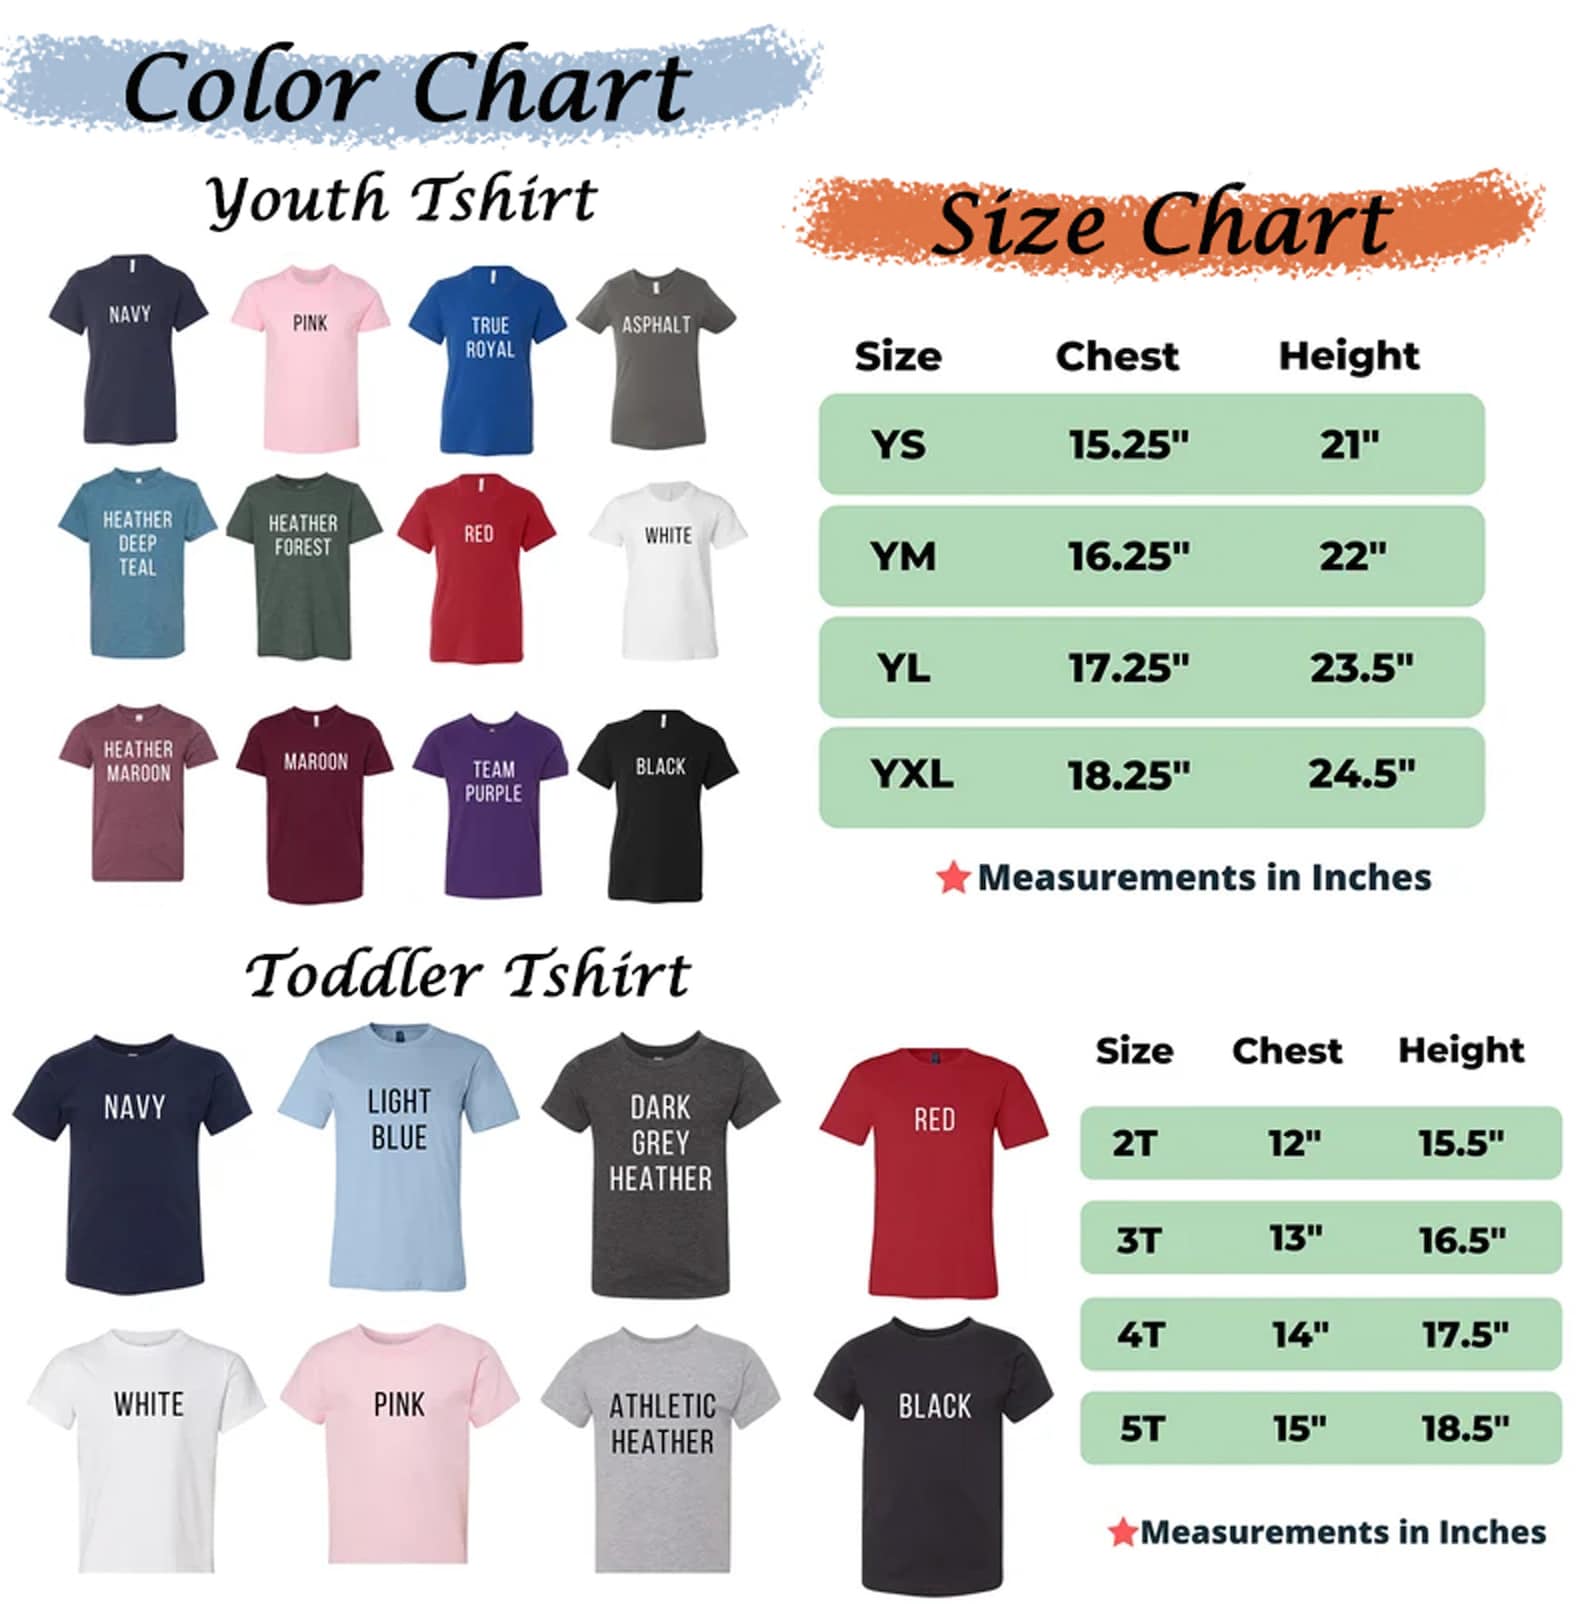 Color Chart
Youth Tshirt
NAVY
PINK
TRUE
ROYAL
ASPHALT
HEATHER
DEEP
TEAL
HEATHER
FOREST
RED
WHITE
HEATHER
MAROON
MAROON
TEAM
PURPLE
BLACK
Size Chart
Size Chest Height
YS 15.25" 21"
YM 16.25" 22"
YL 17.25" 23.5"
YXL 18.25" 24.5"
Measurements in Inches
Toddler Tshirt
NAVY
LIGHT
BLUE
DARK
GREY
HEATHER
RED
WHITE
PINK
ATHLETIC
HEATHER
BLACK
Size Chest Height
2T 12" 15.5"
3T 13" 16.5"
4T 14" 17.5"
5T 15" 18.5"
Measurements in Inches